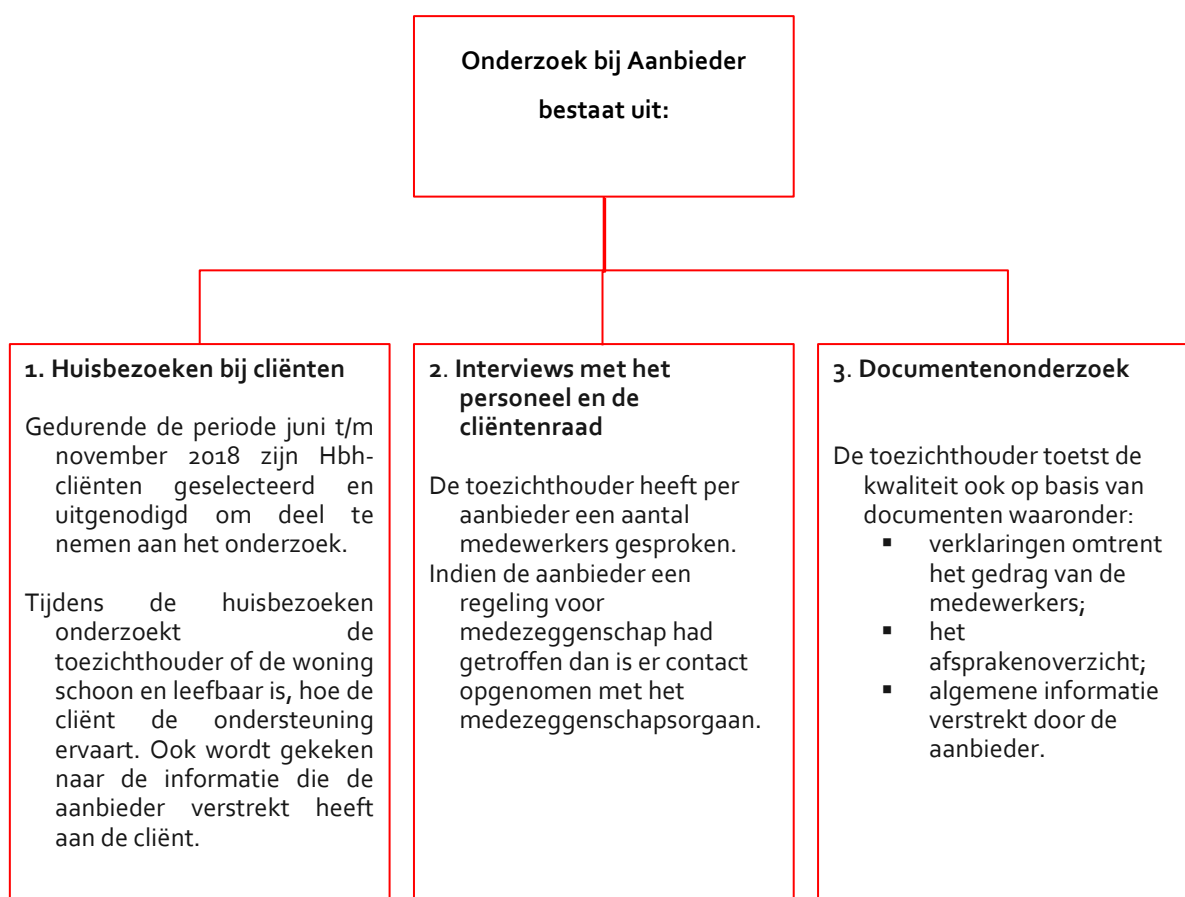 Onderzoek bij Aanbieder
bestaat uit:
1. Huisbezoeken bij cliënten
Gedurende de periode juni t/m
november 2018 zijn Hbh-
cliënten geselecteerd en
uitgenodigd om deel te
nemen aan het onderzoek.
Tijdens de huisbezoeken
onderzoekt de
toezichthouder of de woning
schoon en leefbaar is, hoe de
cliënt de ondersteuning
ervaart. Ook wordt gekeken
naar de informatie die de
aanbieder verstrekt heeft
aan de cliënt.
2. Interviews met het
personeel en de
cliëntenraad
De toezichthouder heeft per
aanbieder een aantal
medewerkers gesproken.
Indien de aanbieder een
regeling voor
medezeggenschap had
getroffen dan is er contact
opgenomen met het
medezeggenschapsorgaan.
3. Documentenonderzoek
De toezichthouder toetst de
kwaliteit ook op basis van
documenten waaronder:
▪ verklaringen omtrent
het gedrag van de
medewerkers;
▪ het
afsprakenoverzicht;
▪ algemene informatie
verstrekt door de
aanbieder.